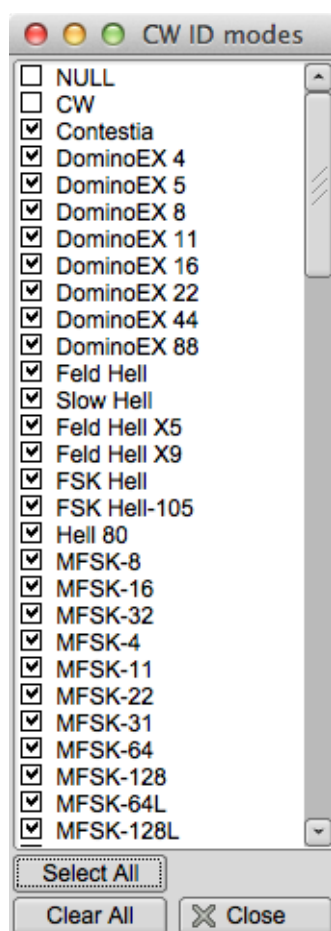 CW ID modes
NULL
CW
Contestia
DominoEX 4
DominoEX 5
DominoEX 8
DominoEX 11
DominoEX 16
DominoEX 22
DominoEX 44
DominoEX 88
Feld Hell
Slow Hell
Feld Hell X5
Feld Hell X9
FSK Hell
FSK Hell-105
Hell 80
MFSK-8
MFSK-16
MFSK-32
MFSK-4
MFSK-11
MFSK-22
MFSK-31
MFSK-64
MFSK-128
MFSK-64L
MFSK-128L
Select All
Clear All Close